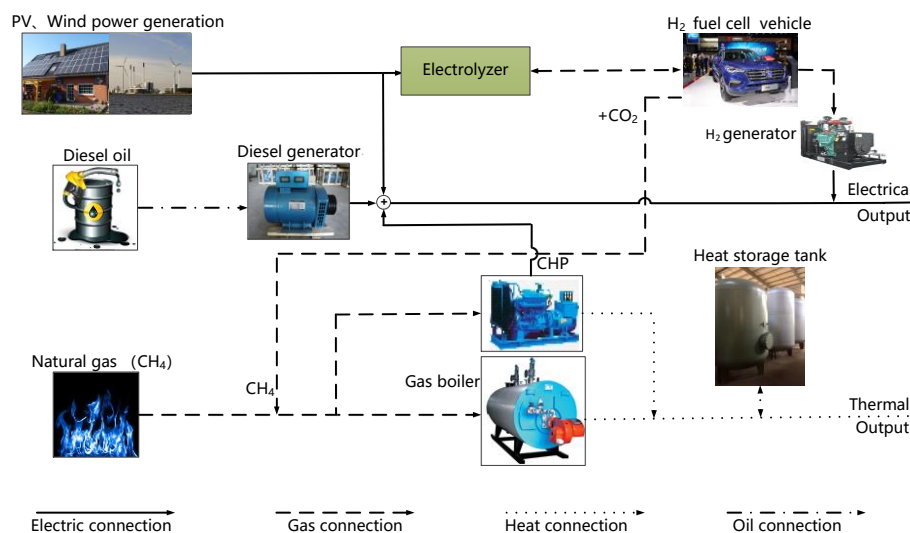 PV、Wind power generation
H₂ fuel cell vehicle
Electrolyzer
+CO₂
H₂ generator
Diesel oil
Diesel generator
Electrica
Output
CHP
Heat storage tank
Natural gas （CH₄）
CH₄
Gas boiler
Thermal
Output
Electric connection
Gas connection
Heat connection
Oil connection